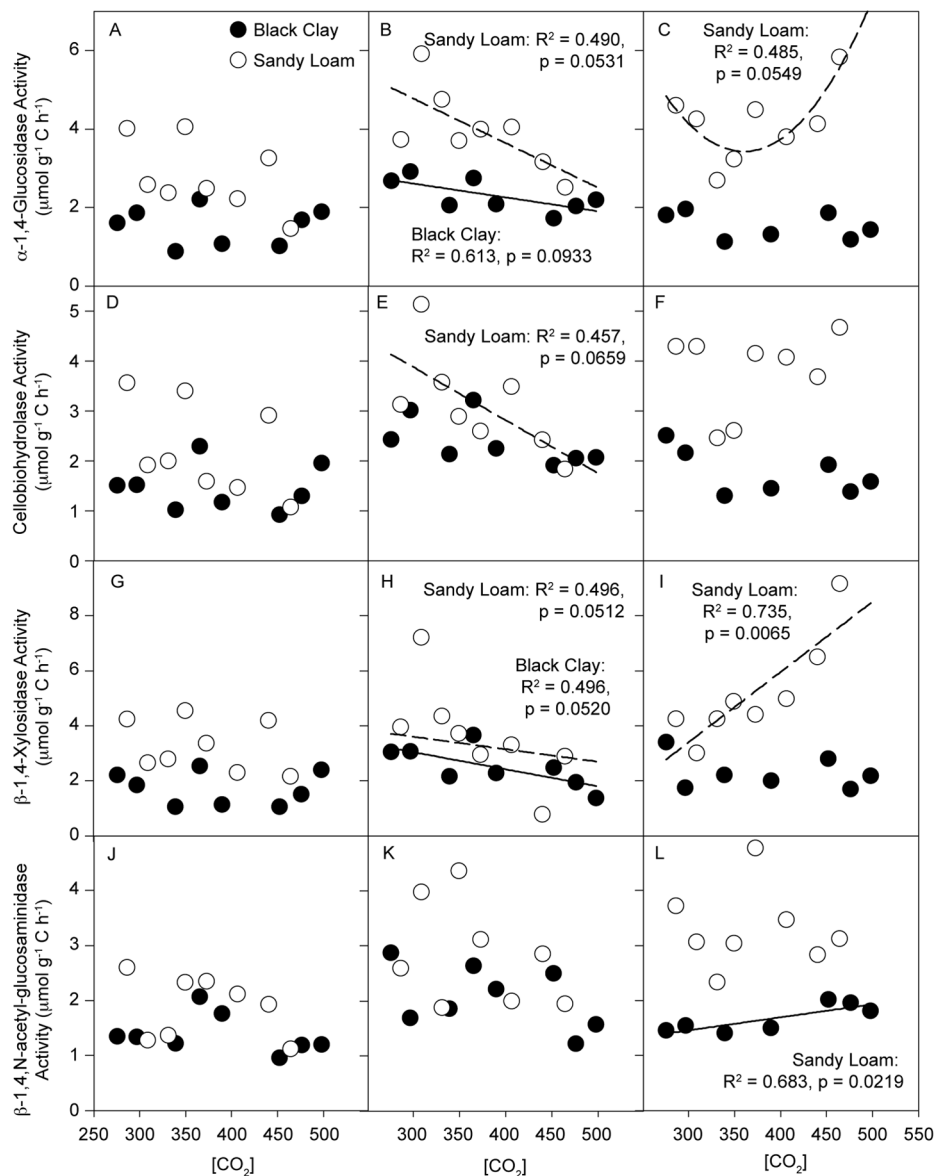 A
Black Clay
Sandy Loam
B
Sandy Loam: R² = 0.490,
p = 0.0531
Black Clay:
R² = 0.613, p = 0.0933
C
Sandy Loam:
R² = 0.485,
p = 0.0549
α-1,4-Glucosidase Activity
(μmol g⁻¹ C h⁻¹)
6
4
2
0
D
E
Sandy Loam: R² = 0.457,
p = 0.0659
F
Cellobiohydrolase Activity
(μmol g⁻¹ C h⁻¹)
5
4
3
2
1
0
G
H
Sandy Loam: R² = 0.496,
p = 0.0512
Black Clay:
R² = 0.496,
p = 0.0520
I
Sandy Loam:
R² = 0.735,
p = 0.0065
β-1,4-Xylosidase Activity
(μmol g⁻¹ C h⁻¹)
8
6
4
2
0
J
K
L
Sandy Loam:
R² = 0.683, p = 0.0219
β-1,4,N-acetyl-glucosaminidase
Activity (μmol g⁻¹ C h⁻¹)
4
3
2
1
0
250 300 350 400 450 500
300 350 400 450 500
300 350 400 450 500 550
[CO₂]
[CO₂]
[CO₂]